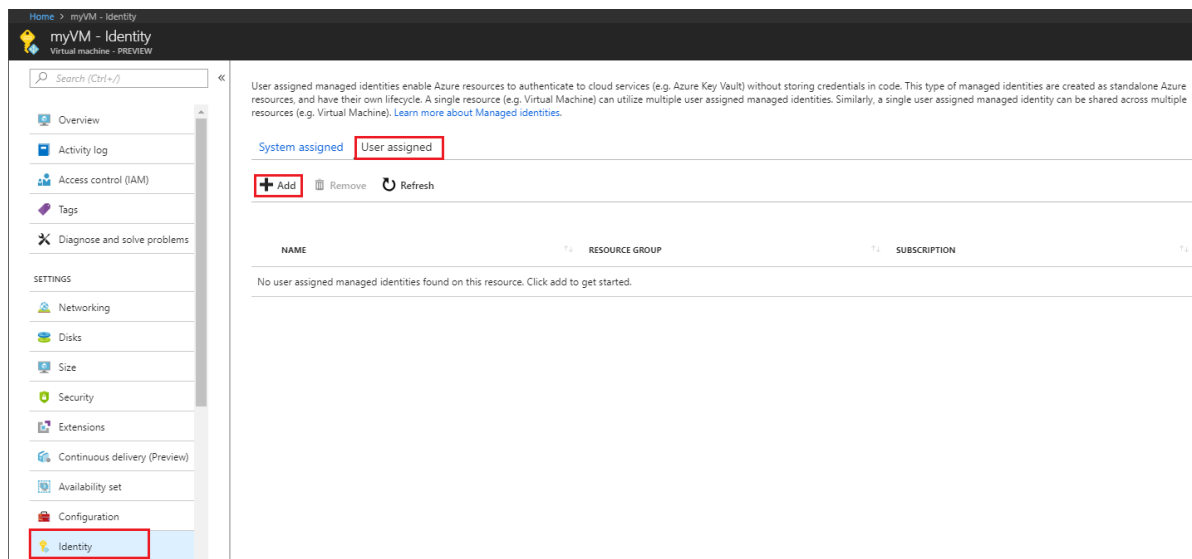 Home > myVM - Identity
myVM - Identity
Virtual machine - PREVIEW
Search (Ctrl+/)
«
Overview
Activity log
Access control (IAM)
Tags
Diagnose and solve problems
SETTINGS
Networking
Disks
Size
Security
Extensions
Continuous delivery (Preview)
Availability set
Configuration
Identity
User assigned managed identities enable Azure resources to authenticate to cloud services (e.g. Azure Key Vault) without storing credentials in code. This type of managed identities are created as standalone Azure
resources, and have their own lifecycle. A single resource (e.g. Virtual Machine) can utilize multiple user assigned managed identities. Similarly, a single user assigned managed identity can be shared across multiple
resources (e.g. Virtual Machine). Learn more about Managed identities.
System assigned User assigned
Add Remove Refresh
NAME RESOURCE GROUP SUBSCRIPTION
No user assigned managed identities found on this resource. Click add to get started.